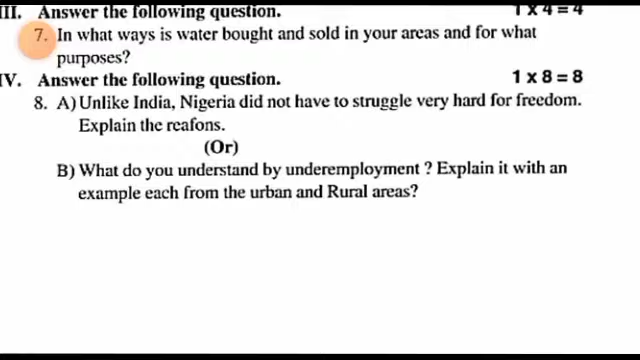 III. Answer the following question. 1 x 4 = 4
7. In what ways is water bought and sold in your areas and for what
purposes?
IV. Answer the following question. 1 x 8 = 8
8. A) Unlike India, Nigeria did not have to struggle very hard for freedom.
Explain the reafons.
(Or)
B) What do you understand by underemployment ? Explain it with an
example each from the urban and Rural areas?